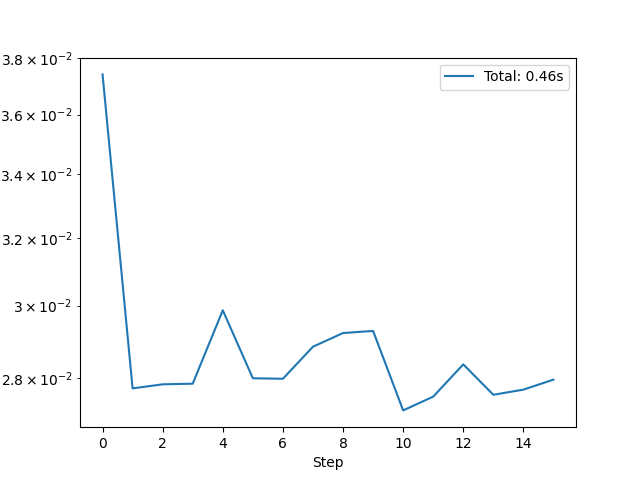 3.8 × 10⁻²
3.6 × 10⁻²
3.4 × 10⁻²
3.2 × 10⁻²
3 × 10⁻²
2.8 × 10⁻²
Total: 0.46s
0 2 4 6 8 10 12 14
Step